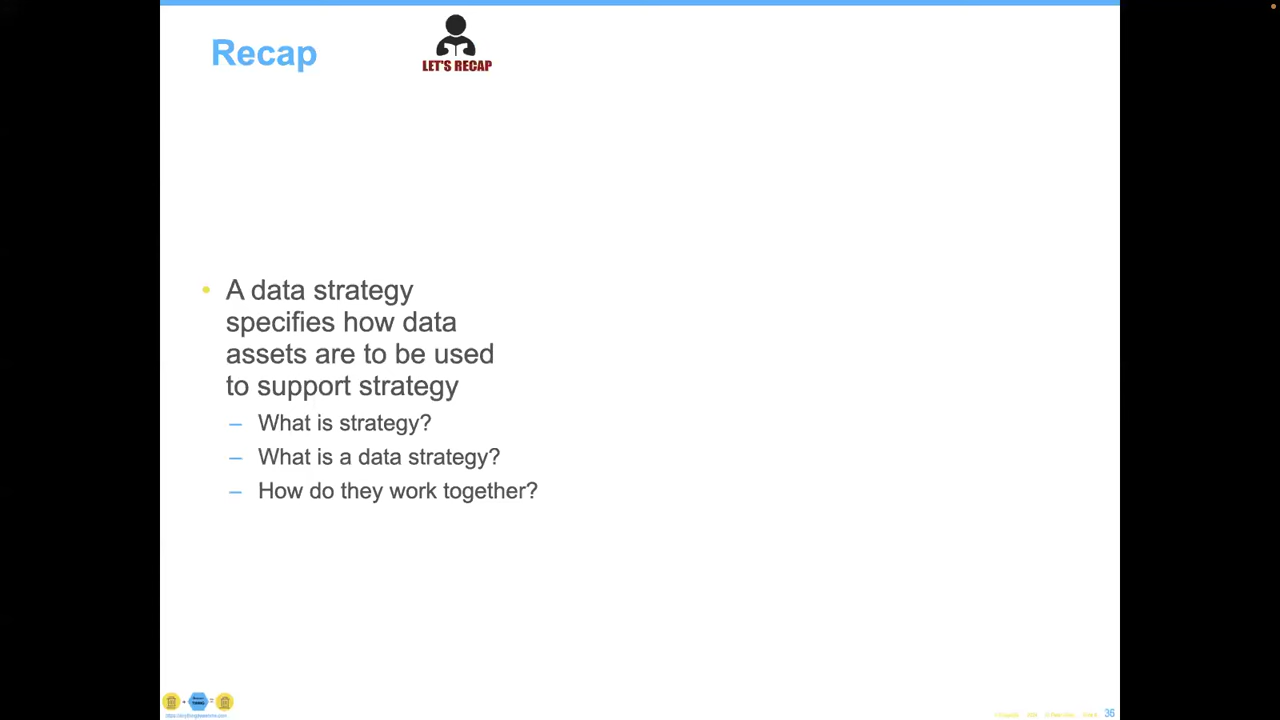 Recap
LET'S RECAP
• A data strategy
specifies how data
assets are to be used
to support strategy
– What is strategy?
– What is a data strategy?
– How do they work together?
36